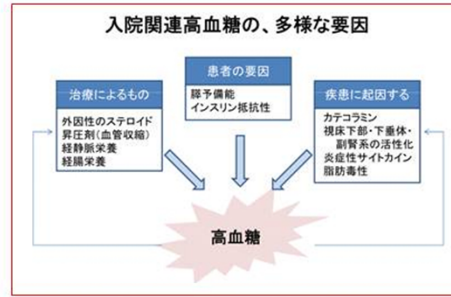 入院関連高血糖の、多様な要因
治療によるもの
外因性のステロイド
昇圧剤(血管収縮)
経静脈栄養
経腸栄養
患者の要因
膵予備能
インスリン抵抗性
疾患に起因する
カテコラミン
視床下部・下垂体・
副腎系の活性化
炎症性サイトカイン
脂肪毒性
高血糖